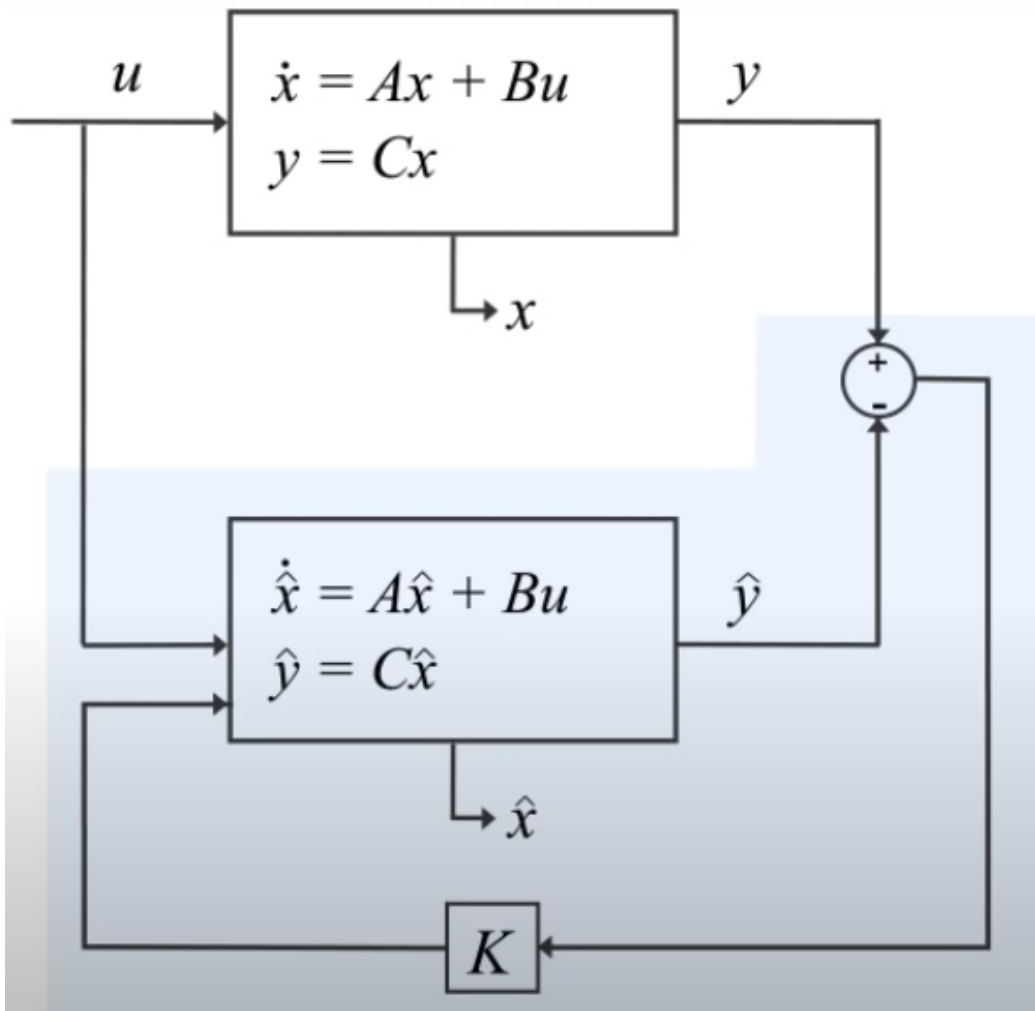 u
ẋ = Ax + Bu
y = Cx
y
x
+
-
x̂̇ = Ax̂ + Bu
ŷ = Cx̂
ŷ
x̂
K